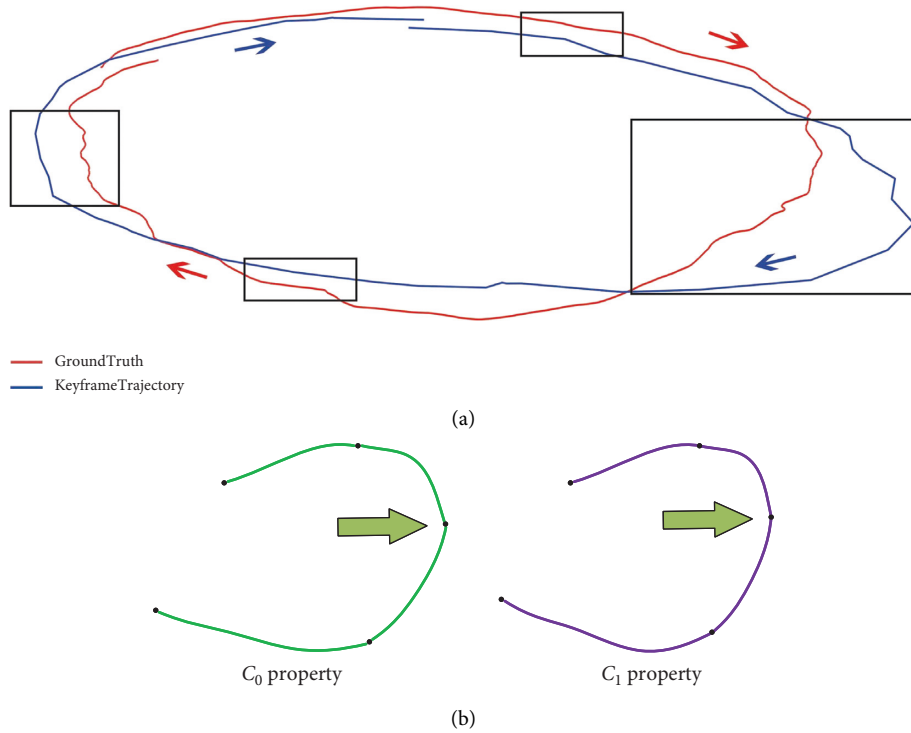 GroundTruth
KeyframeTrajectory
(a)
C₀ property
C₁ property
(b)